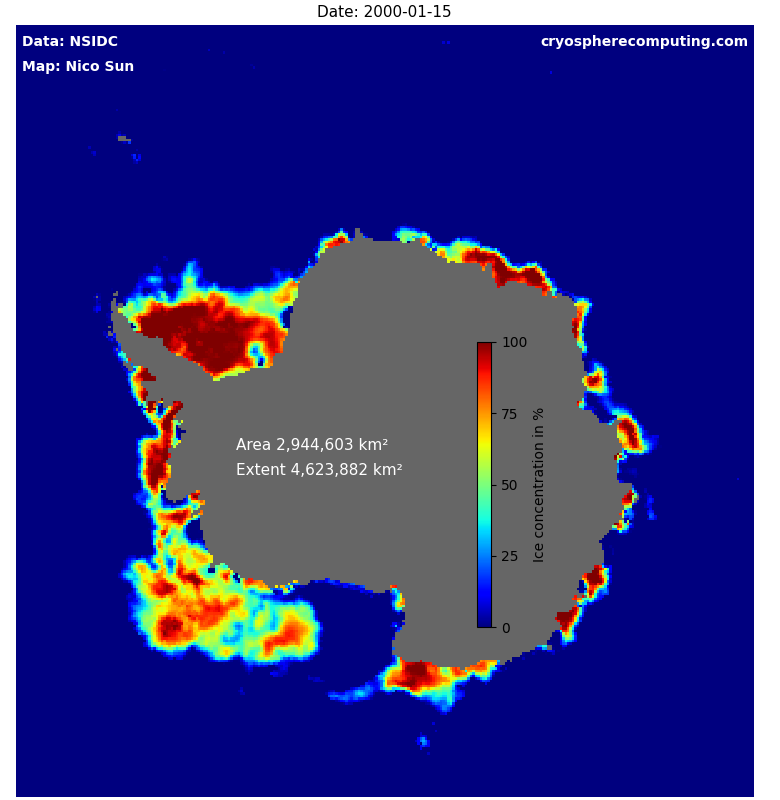 Date: 2000-01-15
Data: NSIDC
cryospherecomputing.com
Map: Nico Sun
Area 2,944,603 km²
Extent 4,623,882 km²
100
75
50
25
0
Ice concentration in %